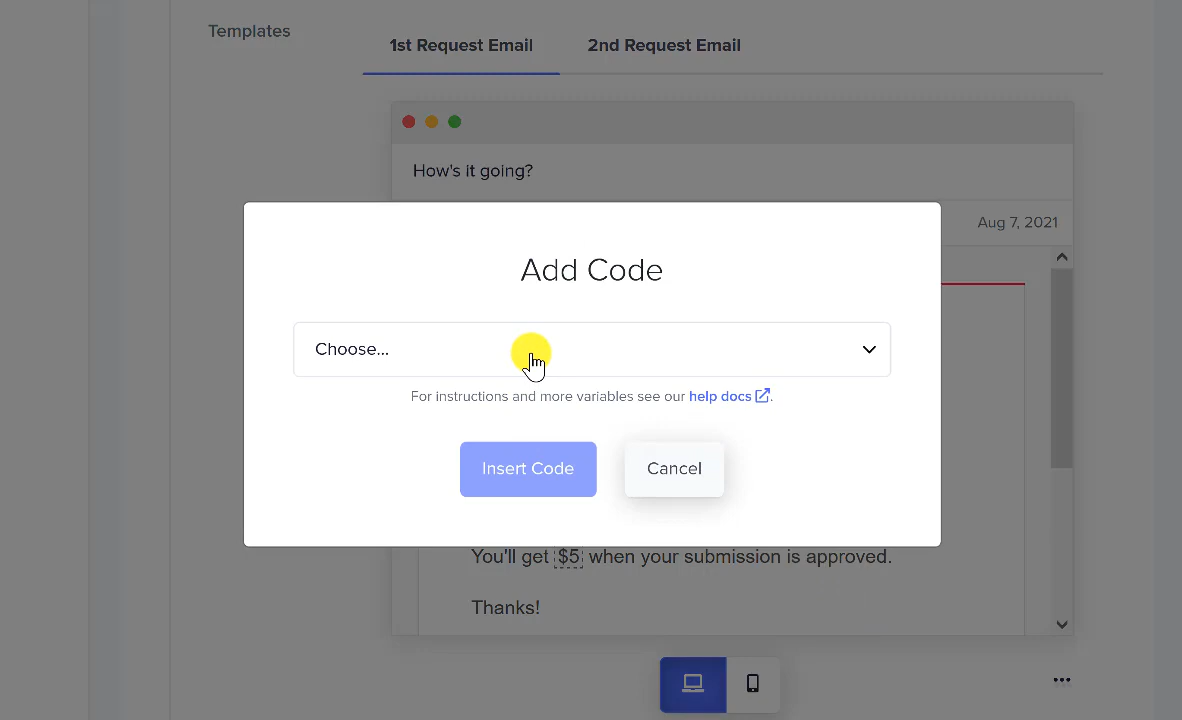 Templates
1st Request Email
2nd Request Email
How's it going?
Aug 7, 2021
Add Code
Choose...
For instructions and more variables see our help docs.
Insert Code
Cancel
You'll get $5 when your submission is approved.
Thanks!